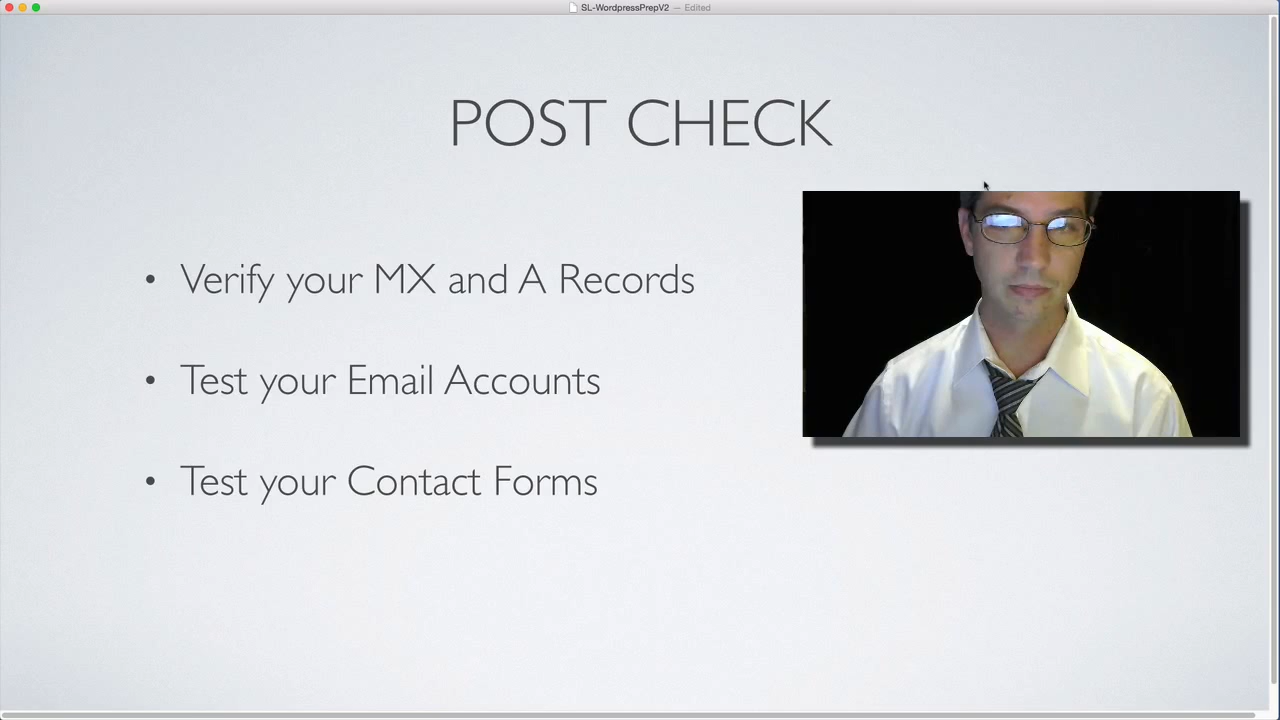 SL-WordpressPrepV2 — Edited
POST CHECK
• Verify your MX and A Records
• Test your Email Accounts
• Test your Contact Forms